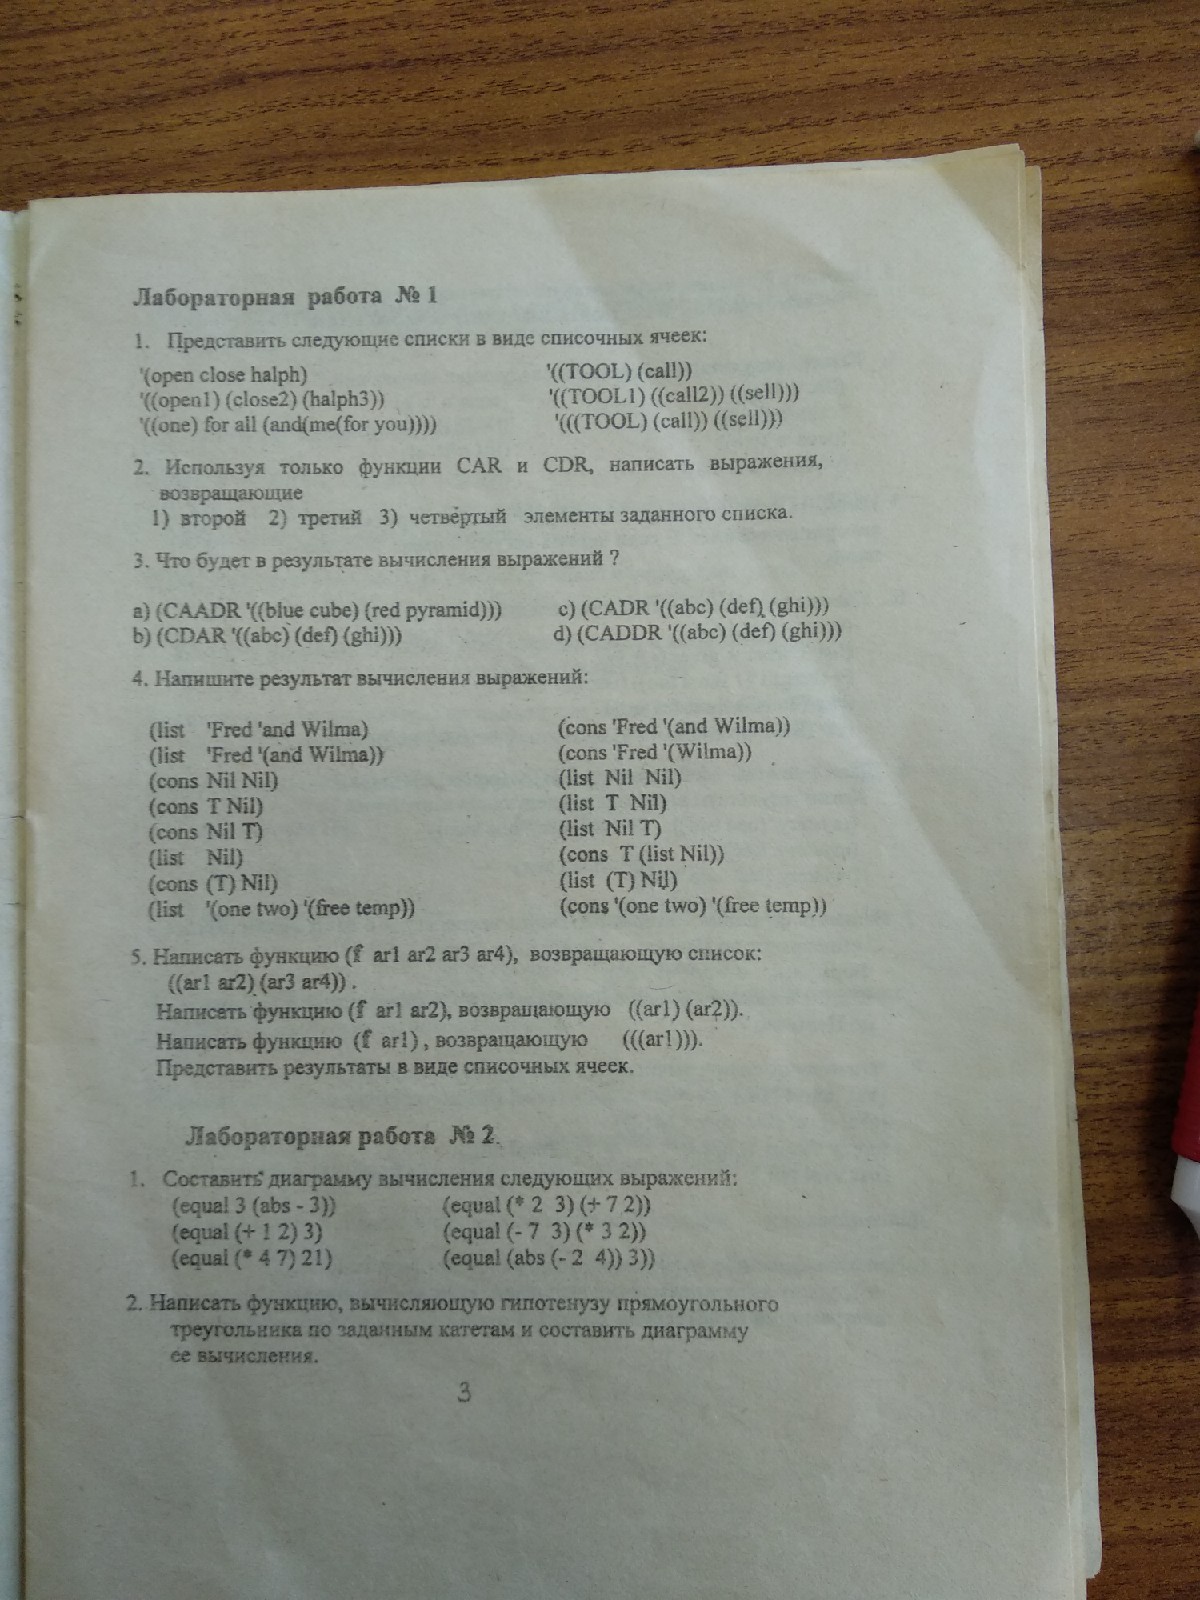 Лабораторная работа № 1
1. Представить следующие списки в виде списочных ячеек:
'(open close halph) '((TOOL) (call))
'((open1) (close2) (halph3)) '((TOOL1) ((call2)) ((sell)))
'((one) for all (and(me(for you)))) '(((TOOL) (call)) ((sell)))
2. Используя только функции CAR и CDR, написать выражения,
возвращающие
1) второй 2) третий 3) четвертый элементы заданного списка.
3. Что будет в результате вычисления выражений ?
a) (CAADR '((blue cube) (red pyramid))) c) (CADR '((abc) (def) (ghi)))
b) (CDAR '((abc) (def) (ghi))) d) (CADDR '((abc) (def) (ghi)))
4. Напишите результат вычисления выражений:
(list 'Fred 'and Wilma) (cons 'Fred '(and Wilma))
(list 'Fred '(and Wilma)) (cons 'Fred '(Wilma))
(cons Nil Nil) (list Nil Nil)
(cons T Nil) (list T Nil)
(cons Nil T) (list Nil T)
(list Nil) (cons T (list Nil))
(cons (T) Nil) (list (T) Nil)
(list '(one two) '(free temp)) (cons '(one two) '(free temp))
5. Написать функцию (f ar1 ar2 ar3 ar4), возвращающую список:
((ar1 ar2) (ar3 ar4)) .
Написать функцию (f ar1 ar2), возвращающую ((ar1) (ar2)).
Написать функцию (f ar1) , возвращающую (((ar1))).
Представить результаты в виде списочных ячеек.
Лабораторная работа № 2.
1. Составить диаграмму вычисления следующих выражений:
(equal 3 (abs - 3)) (equal (* 2 3) (+ 7 2))
(equal (+ 1 2) 3) (equal (- 7 3) (* 3 2))
(equal (* 4 7) 21) (equal (abs (- 2 4)) 3))
2. Написать функцию, вычисляющую гипотенузу прямоугольного
треугольника по заданным катетам и составить диаграмму
ее вычисления.
3